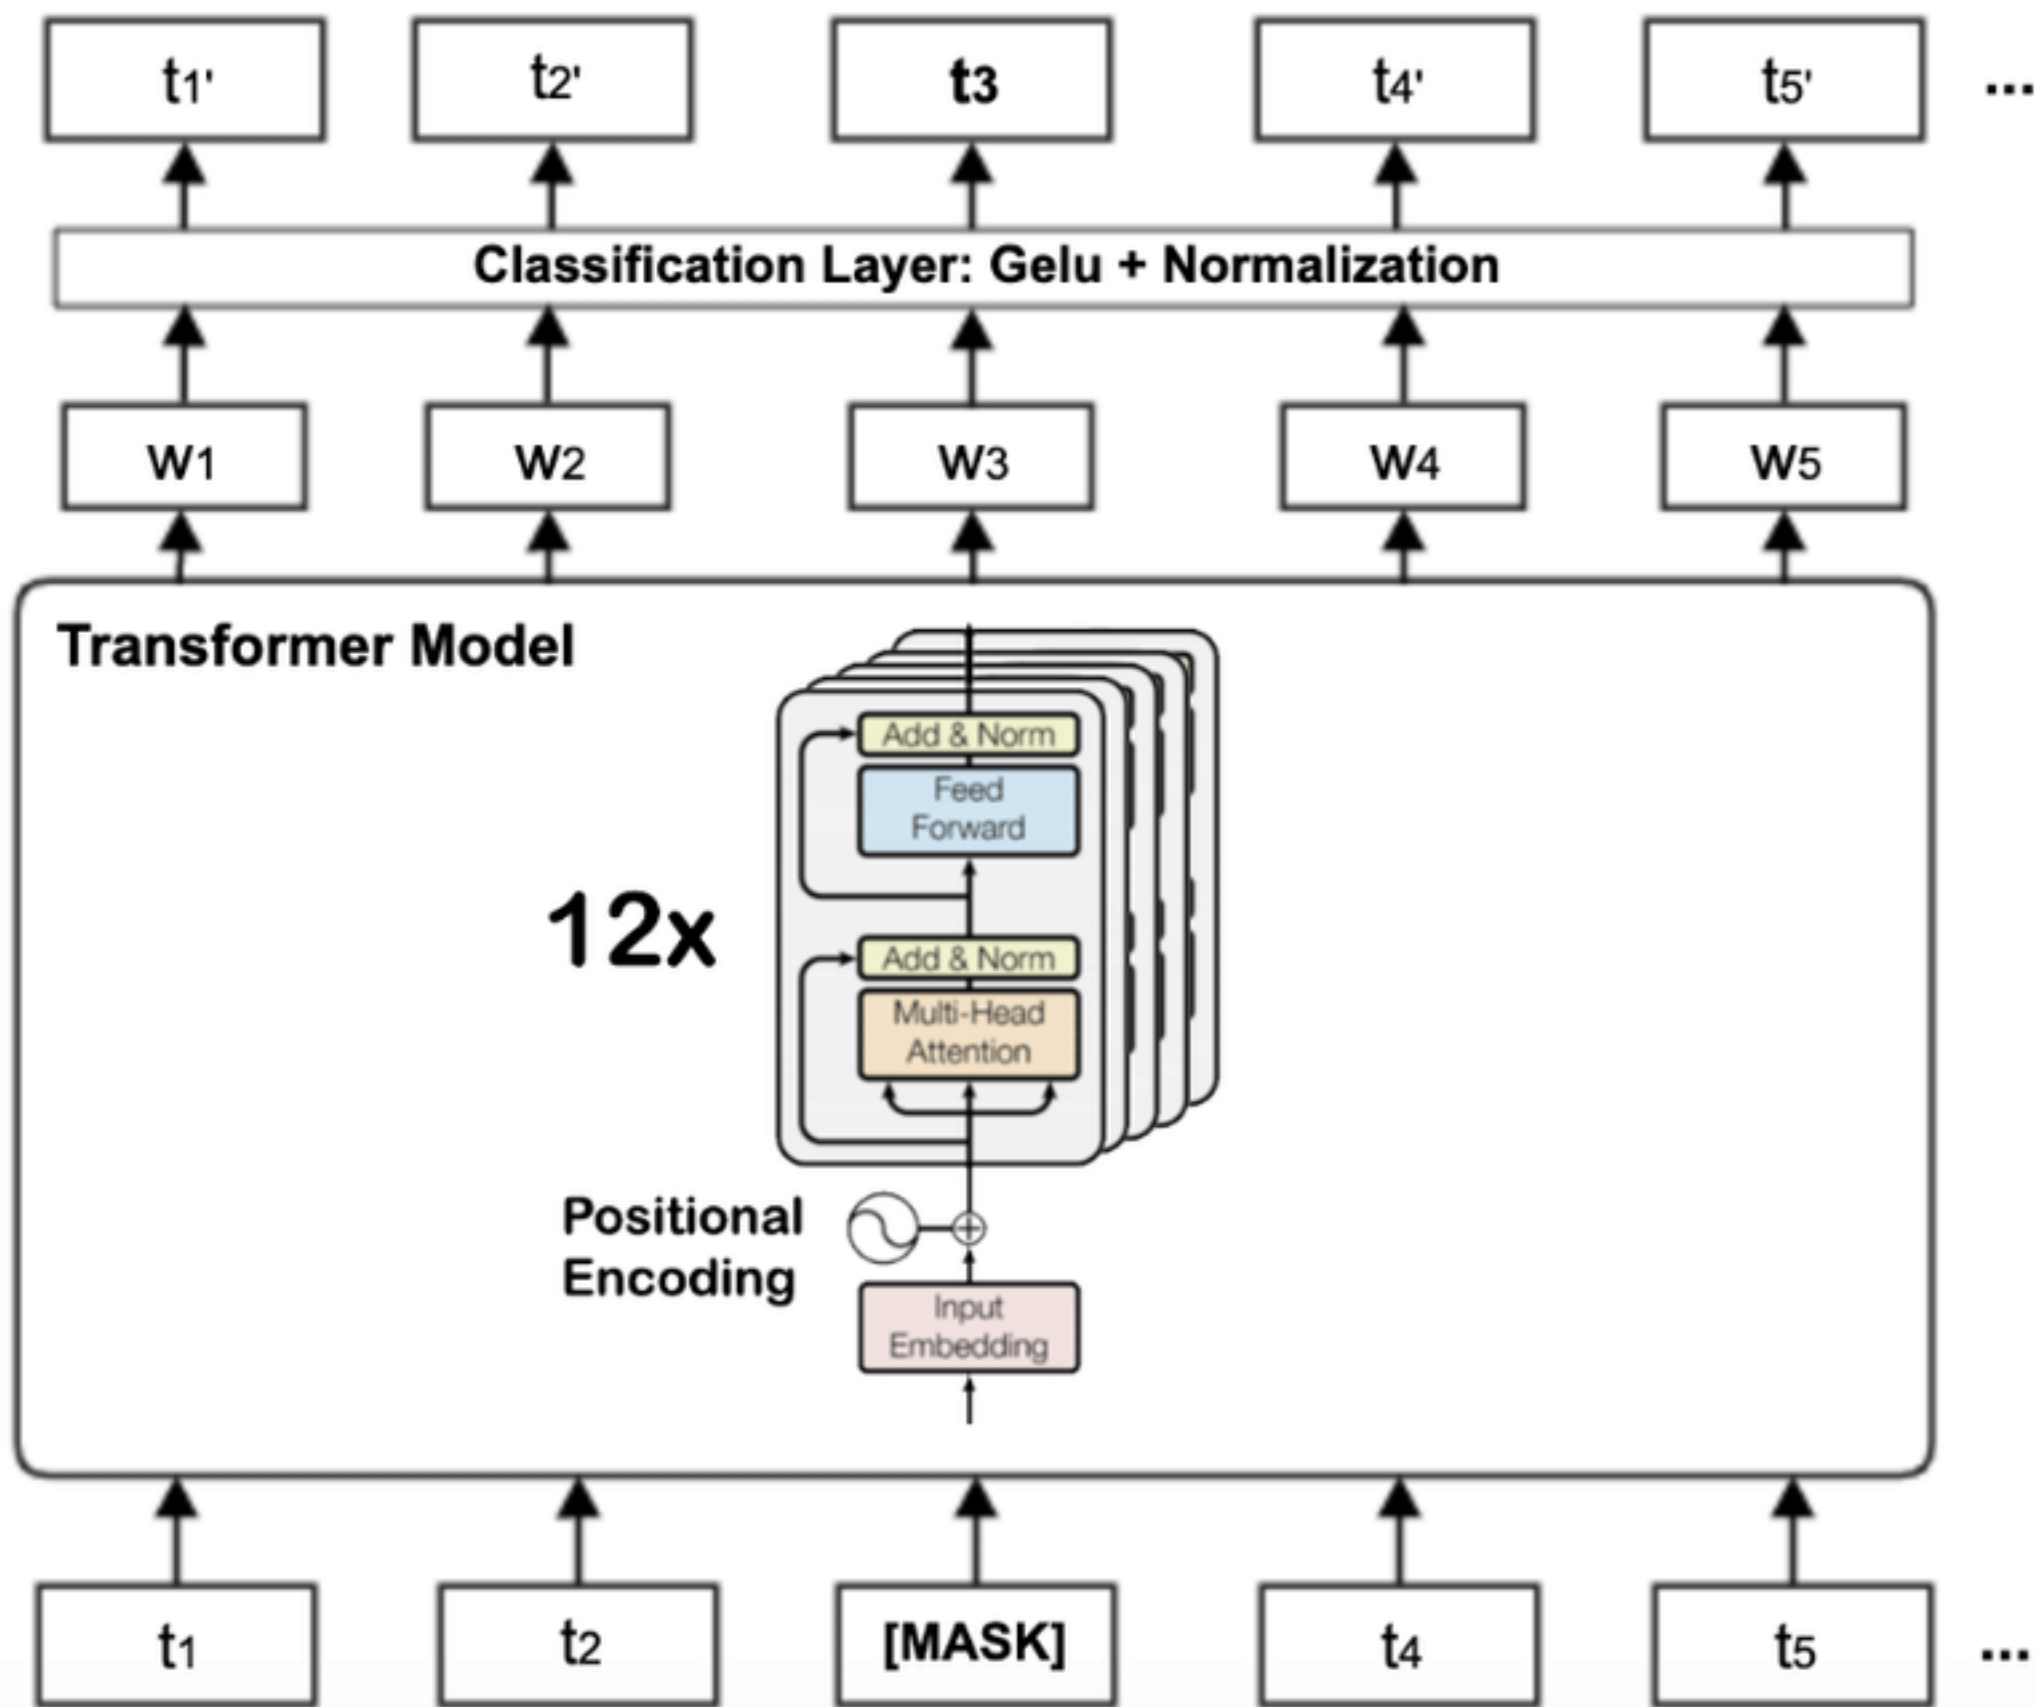 t1' t2' t3 t4' t5' ...
Classification Layer: Gelu + Normalization
w1 w2 w3 w4 w5
Transformer Model
Add & Norm
Feed
Forward
12x
Add & Norm
Multi-Head
Attention
Positional
Encoding
Input
Embedding
t1 t2 [MASK] t4 t5 ...